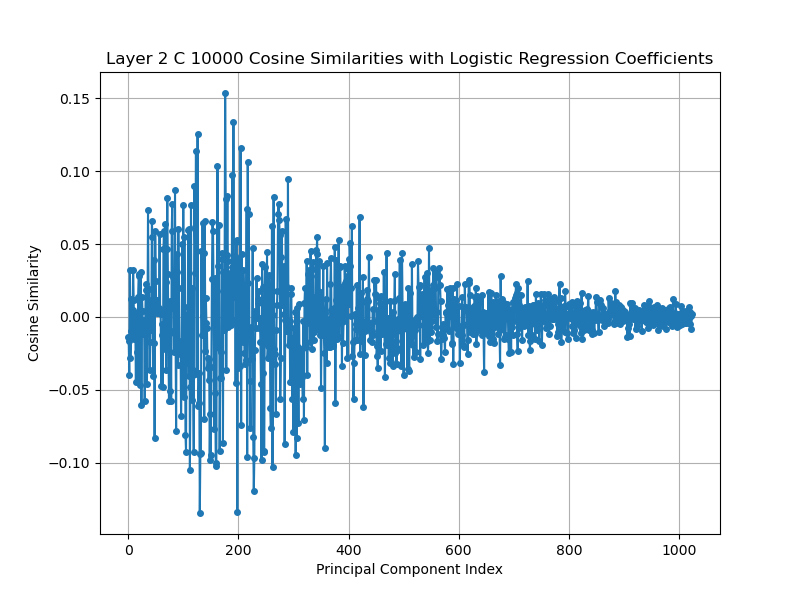 Layer 2 C 10000 Cosine Similarities with Logistic Regression Coefficients
0.15
0.10
0.05
0.00
−0.05
−0.10
Cosine Similarity
0 200 400 600 800 1000
Principal Component Index